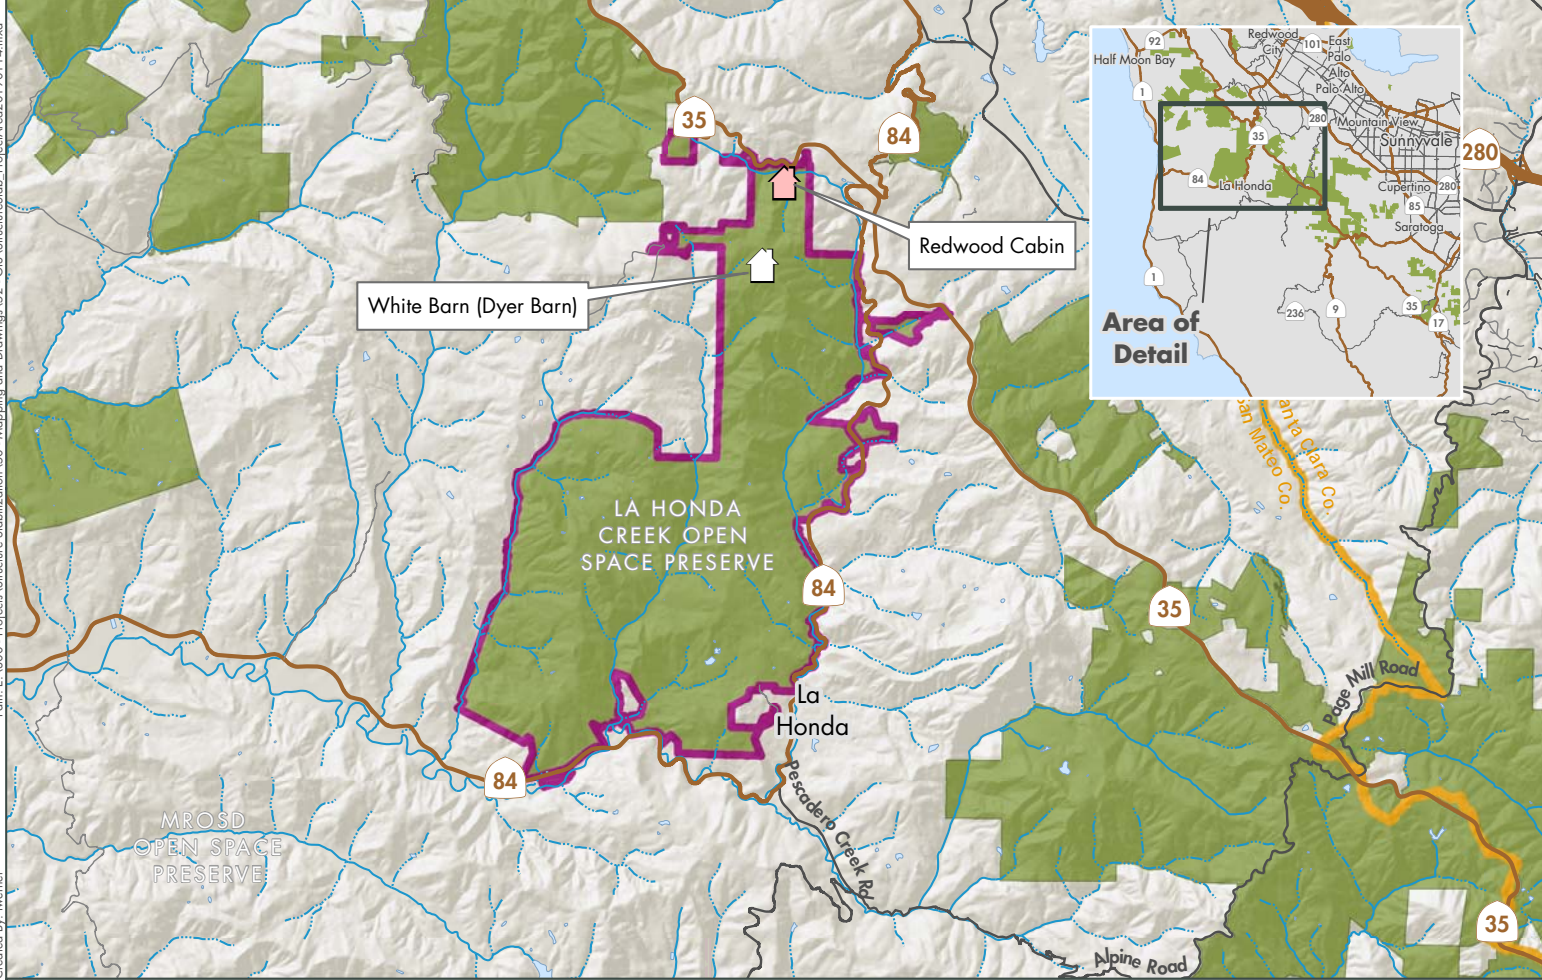 35
84
Redwood Cabin
White Barn (Dyer Barn)
LA HONDA
CREEK OPEN
SPACE PRESERVE
84
35
La
Honda
84
MROSD
OPEN SPACE
PRESERVE
Pescadero Creek Rd
Alpine Road
Page Mill Road
35
280
Santa Clara Co.
San Mateo Co.
92
Half Moon Bay
1
Redwood
City
101
East
Palo
Alto
Palo Alto
280
Mountain View
35
Sunnyvale
84
La Honda
Cupertino
280
85
Saratoga
1
236
9
35
17
Area of
Detail